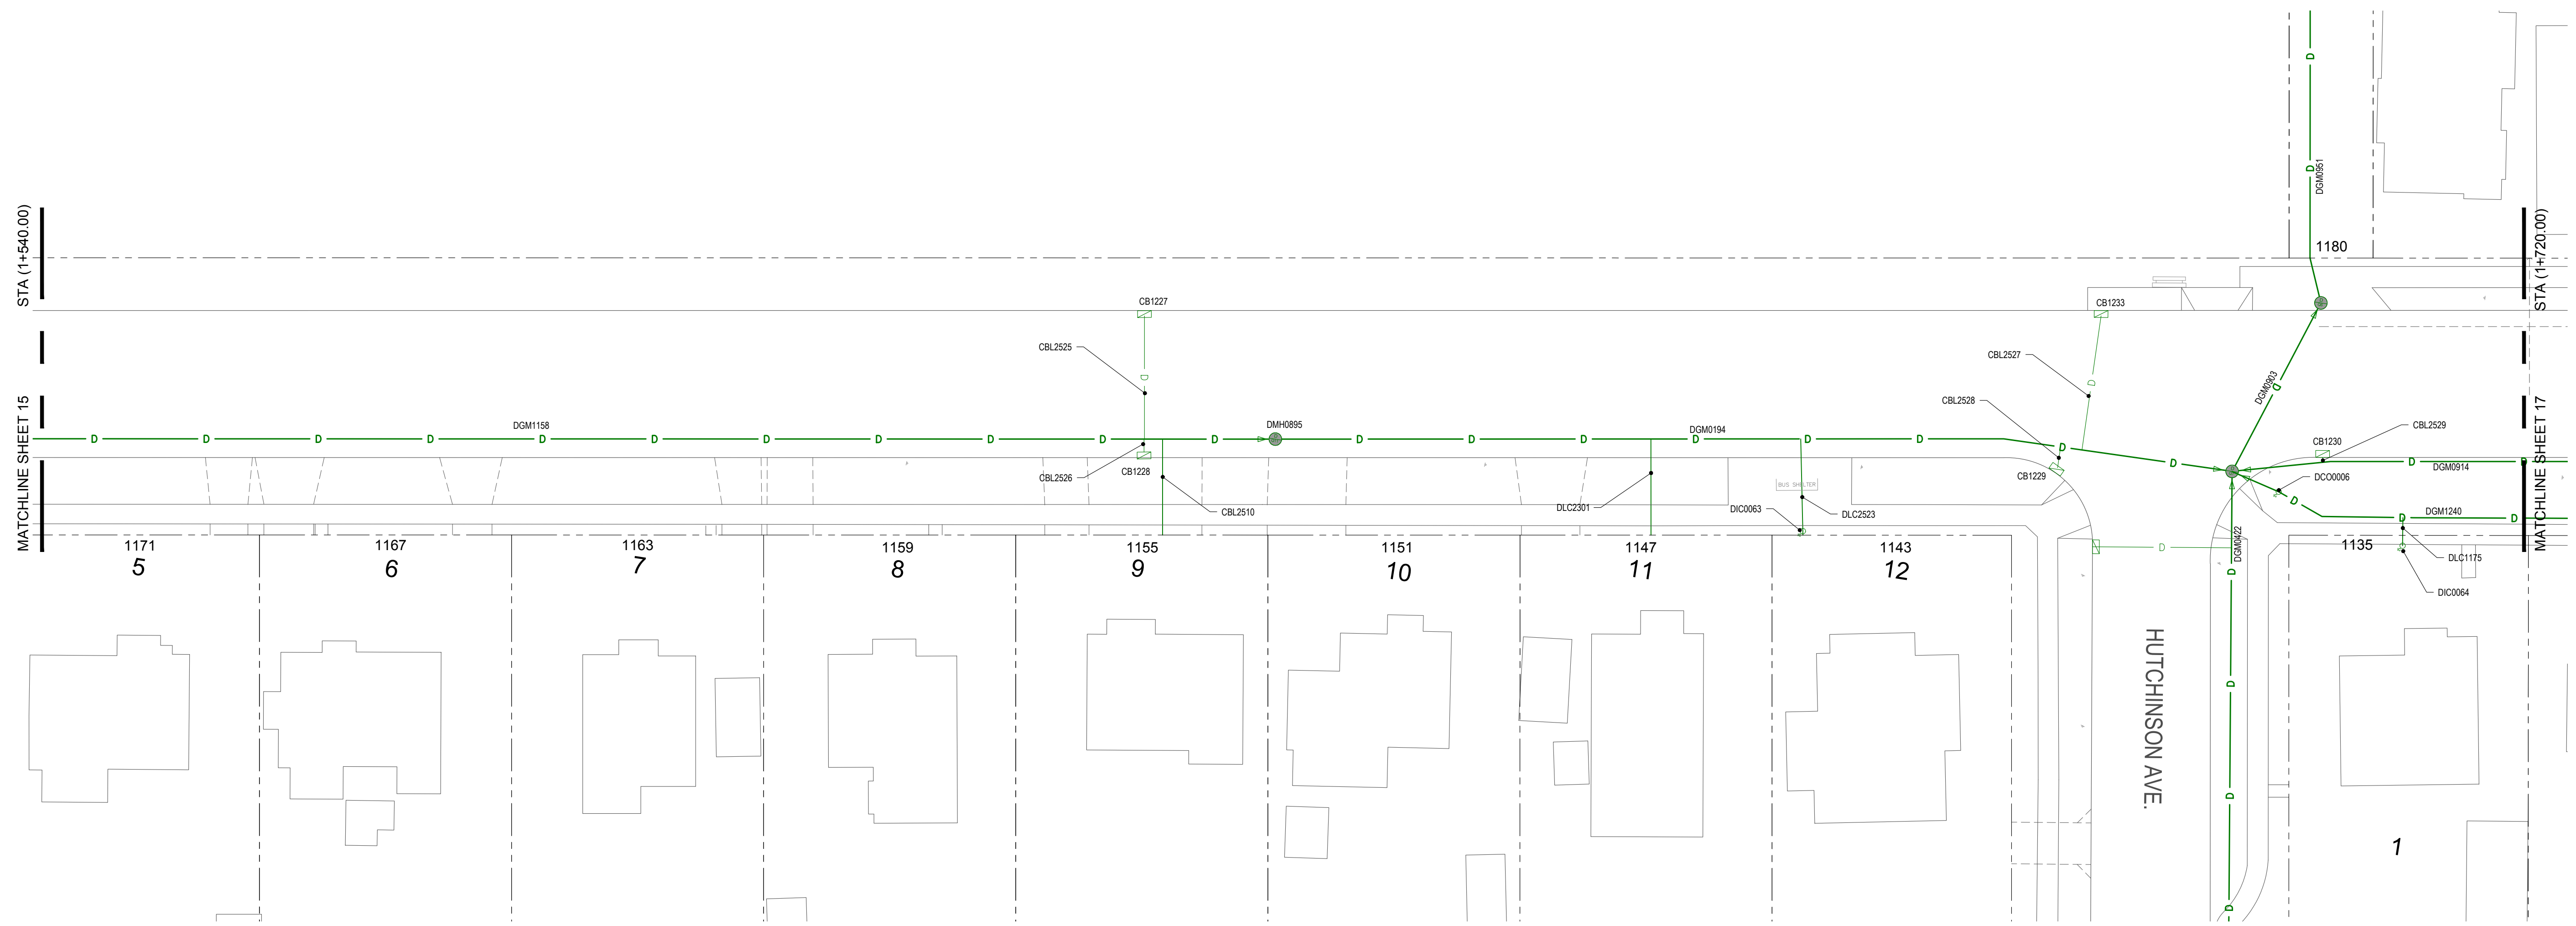 DGM0951
STA (1+540.00)
STA (1+720.00)
1180
CB1227
CB1233
CBL2525
CBL2527
DGM0903
CBL2528
MATCHLINE SHEET 15
MATCHLINE SHEET 17
DGM1158
DMH0895
DGM0194
CBL2529
CB1230
D D D D D D D D D D D D D D D D D D D D
CBL2526
CB1228
CB1229
DGM0914
DCO0006
BUS SHELTER
CBL2510
DLC2301
DIC0063
DLC2523
DGM1240
DGM0422
DLC1175
DIC0064
1171
1167
1163
1159
1155
1151
1147
1143
1135
5
6
7
8
9
10
11
12
HUTCHINSON AVE.
1